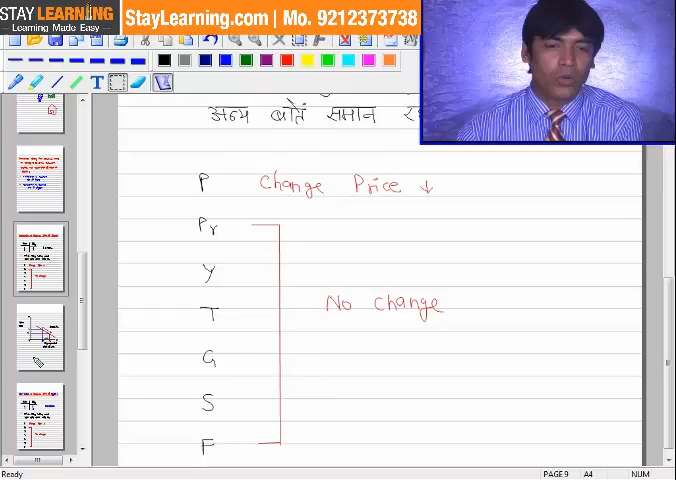 STAY LEARNING
Learning Made Easy
StayLearning.com | Mo. 9212373738
अन्य बातें समान
P Change Price ↓
Pr
Y
T
No change
G
S
F
Ready
PAGE 9 A4 NUM